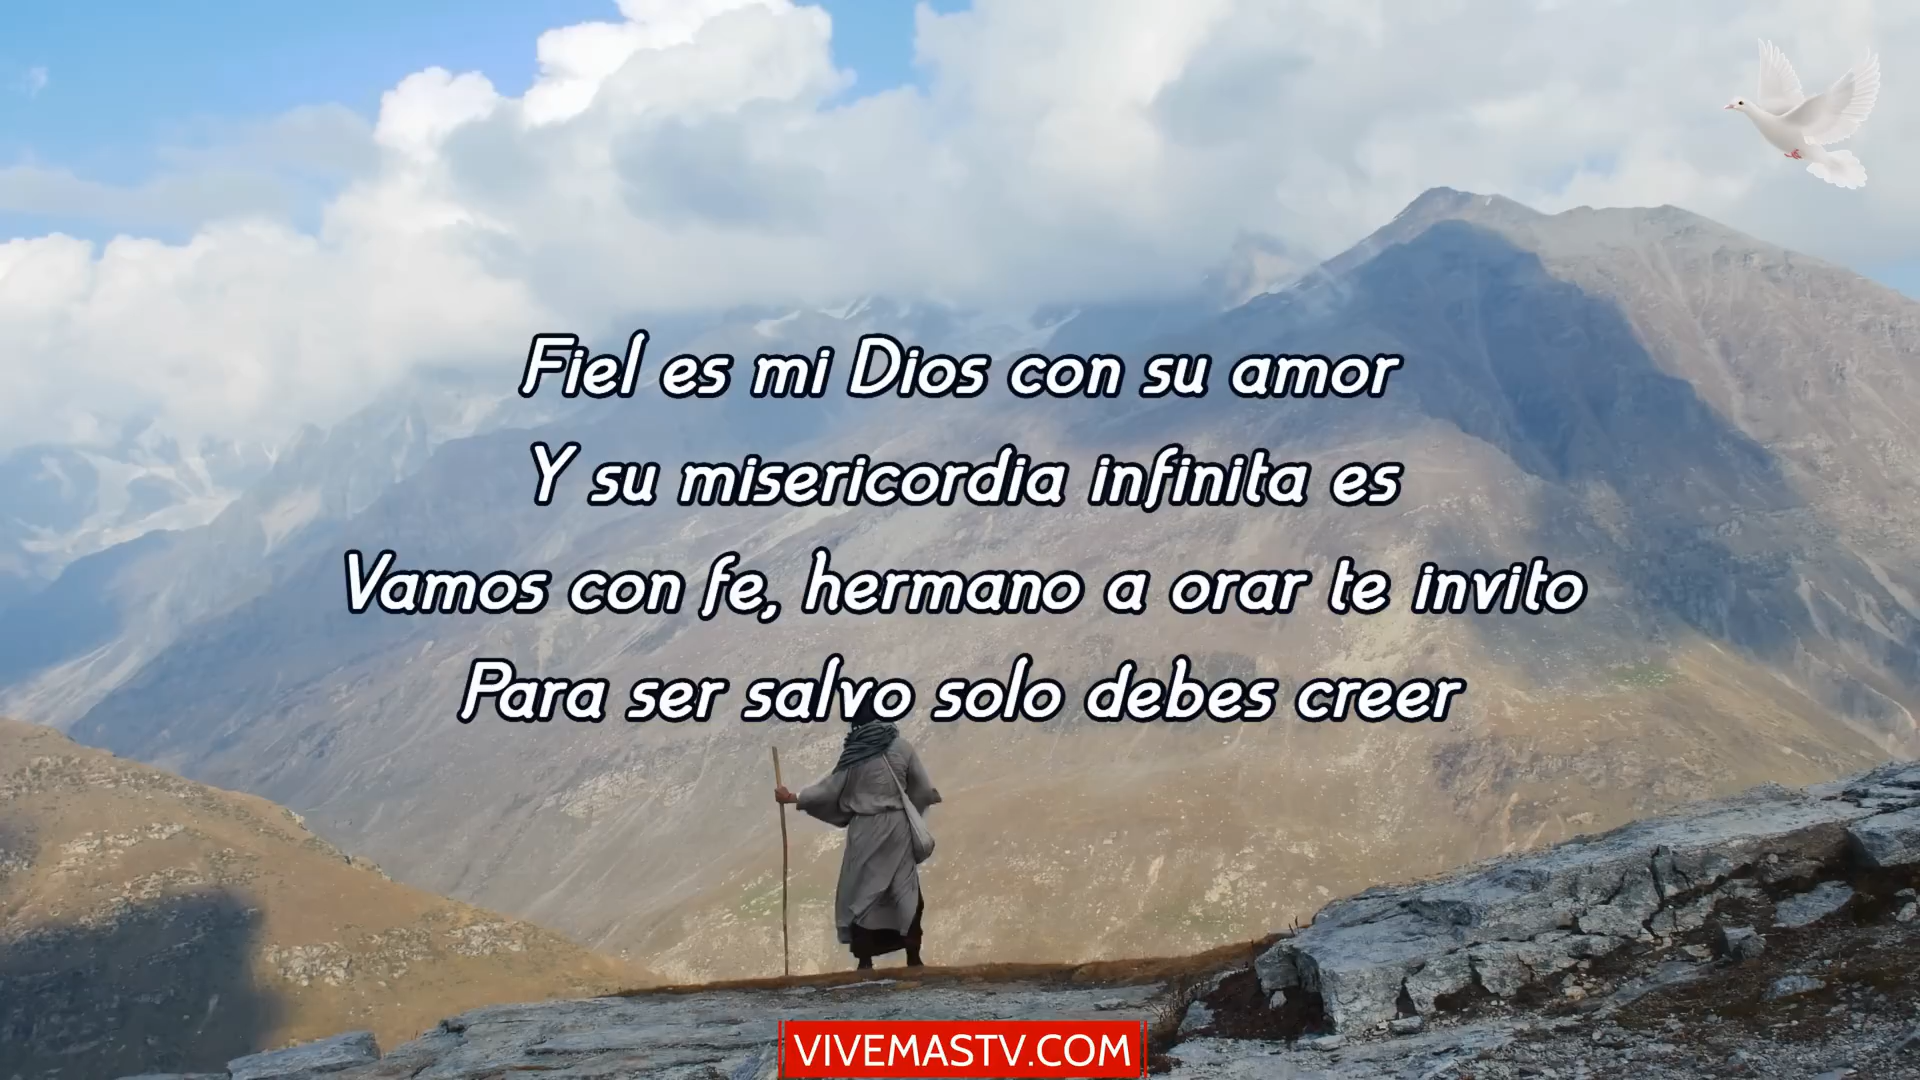 Fiel es mi Dios con su amor
Y su misericordia infinita es
Vamos con fe, hermano a orar te invito
Para ser salvo solo debes creer
VIVEMASTV.COM